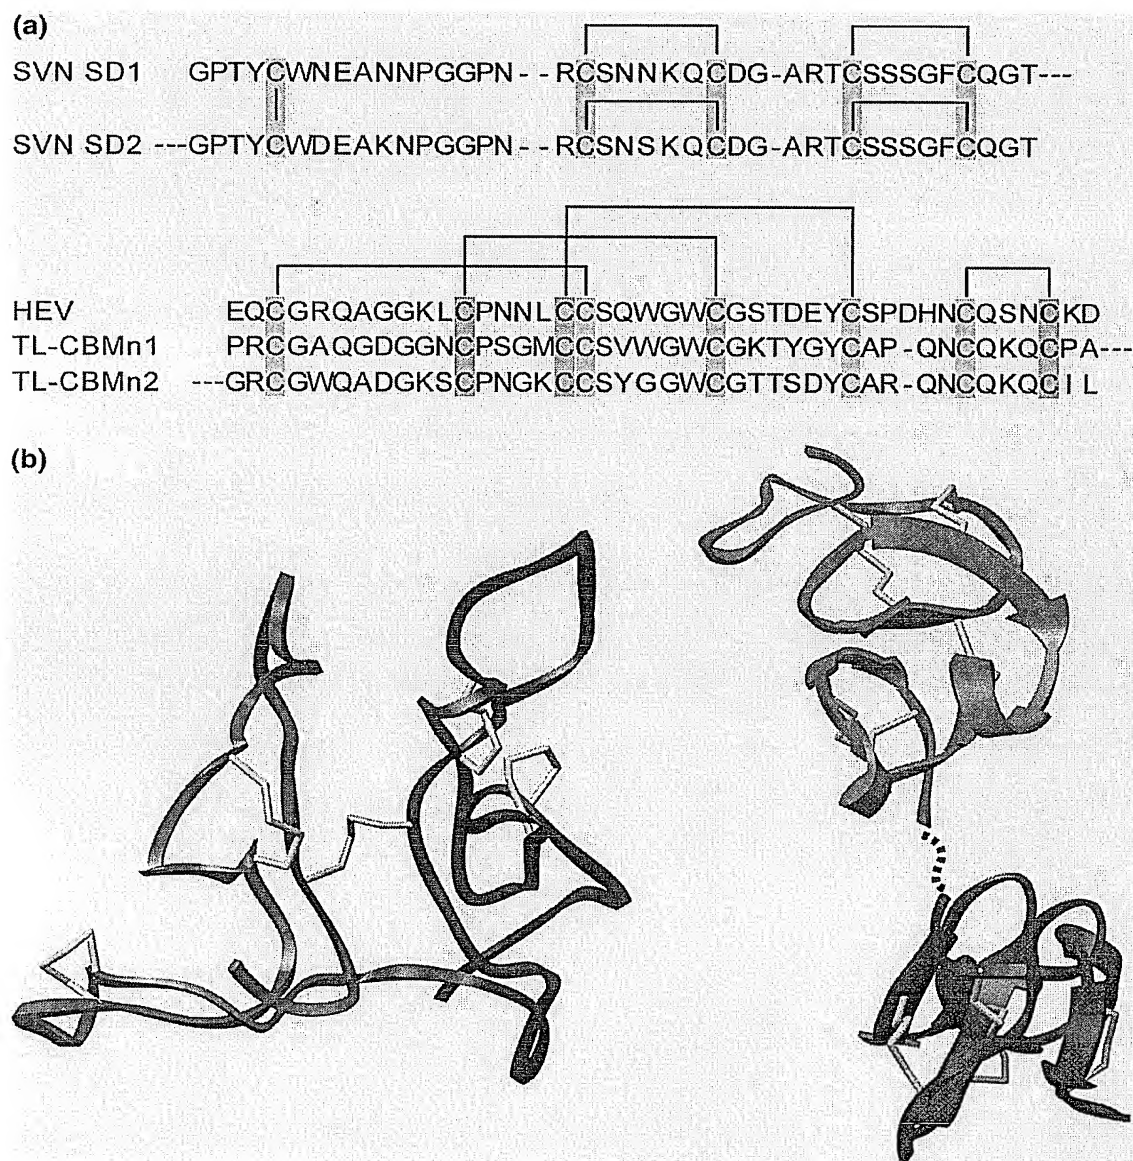 (a)
SVN SD1 GPTYCWNEANNPGGPN--RCSNNKQCDG-ARTCSSSGFCQGT---
SVN SD2 ---GPTYCWDEAKNPGGPN--RCSNSKQCDG-ARTCSSSGFCQGT
HEV EQCGRQAGGKLCPNNLCCSQWGWCGSTDEYCSPDHNCQSNCKD
TL-CBMn1 PRCGAQGDGGNCPSGMCCSVWGWCGKTYGYCAP-QNCQKQCPA---
TL-CBMn2 ---GRCGWQADGKSCPNGKCCSYGGWCGTTSDYCAR-QNCQKQCIL
(b)